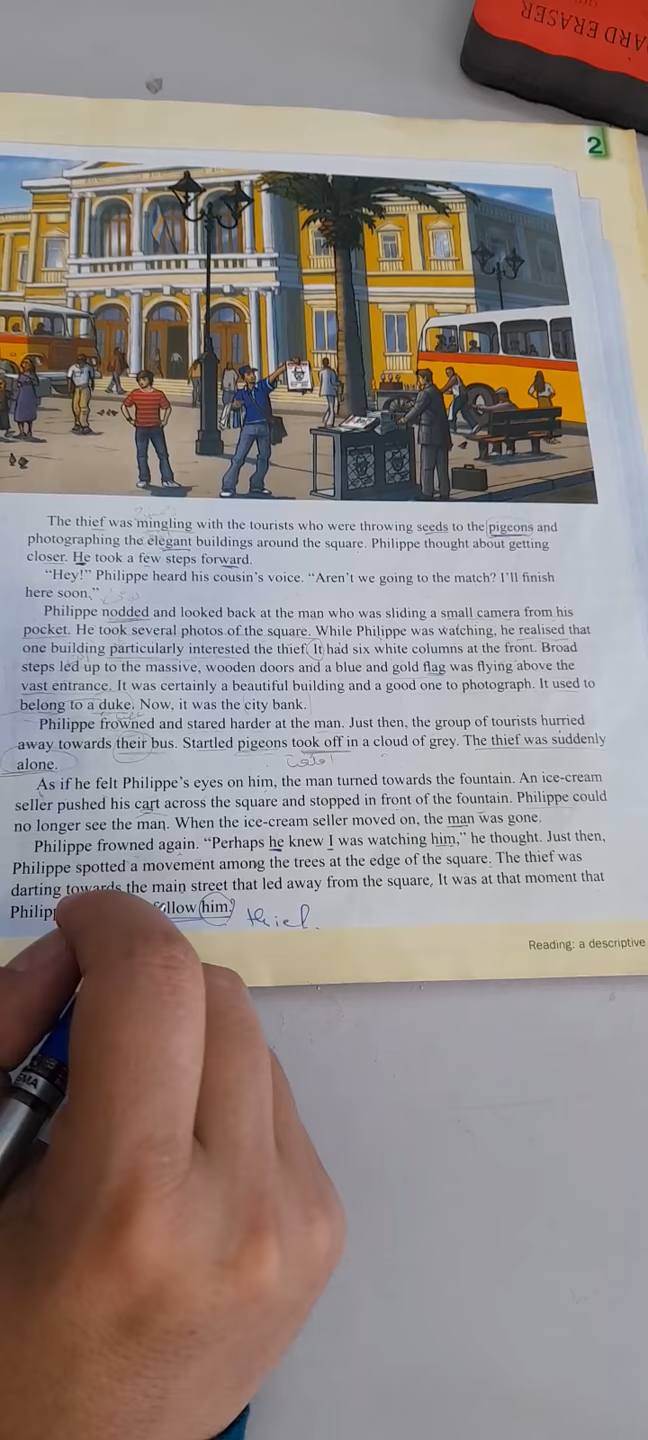 ARD ERASER
2
The thief was mingling with the tourists who were throwing seeds to the pigeons and
photographing the elegant buildings around the square. Philippe thought about getting
closer. He took a few steps forward.
“Hey!” Philippe heard his cousin's voice. “Aren't we going to the match? I'll finish
here soon.”
Philippe nodded and looked back at the man who was sliding a small camera from his
pocket. He took several photos of the square. While Philippe was watching, he realised that
one building particularly interested the thief. It had six white columns at the front. Broad
steps led up to the massive, wooden doors and a blue and gold flag was flying above the
vast entrance. It was certainly a beautiful building and a good one to photograph. It used to
belong to a duke. Now, it was the city bank.
Philippe frowned and stared harder at the man. Just then, the group of tourists hurried
away towards their bus. Startled pigeons took off in a cloud of grey. The thief was suddenly
alone.
As if he felt Philippe's eyes on him, the man turned towards the fountain. An ice-cream
seller pushed his cart across the square and stopped in front of the fountain. Philippe could
no longer see the man. When the ice-cream seller moved on, the man was gone.
Philippe frowned again. “Perhaps he knew I was watching him,” he thought. Just then,
Philippe spotted a movement among the trees at the edge of the square. The thief was
darting towards the main street that led away from the square. It was at that moment that
Philipp follow him. thief.
Reading: a descriptive